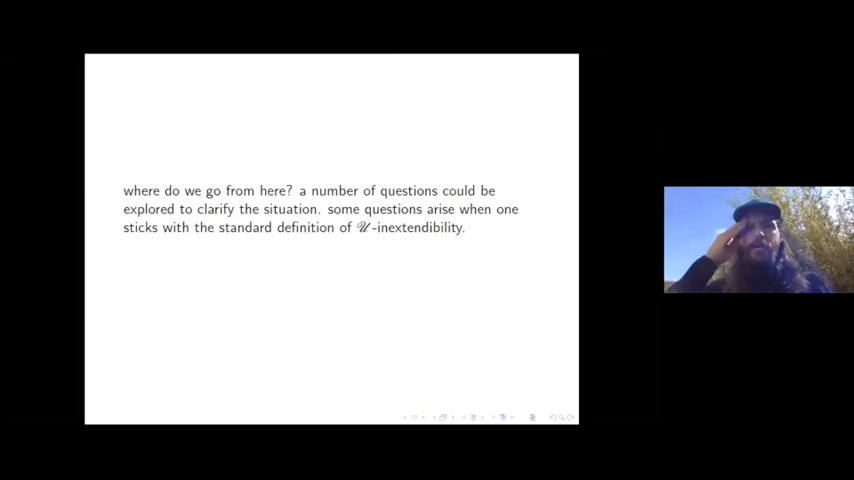 where do we go from here? a number of questions could be
explored to clarify the situation. some questions arise when one
sticks with the standard definition of 𝒰-inextendibility.